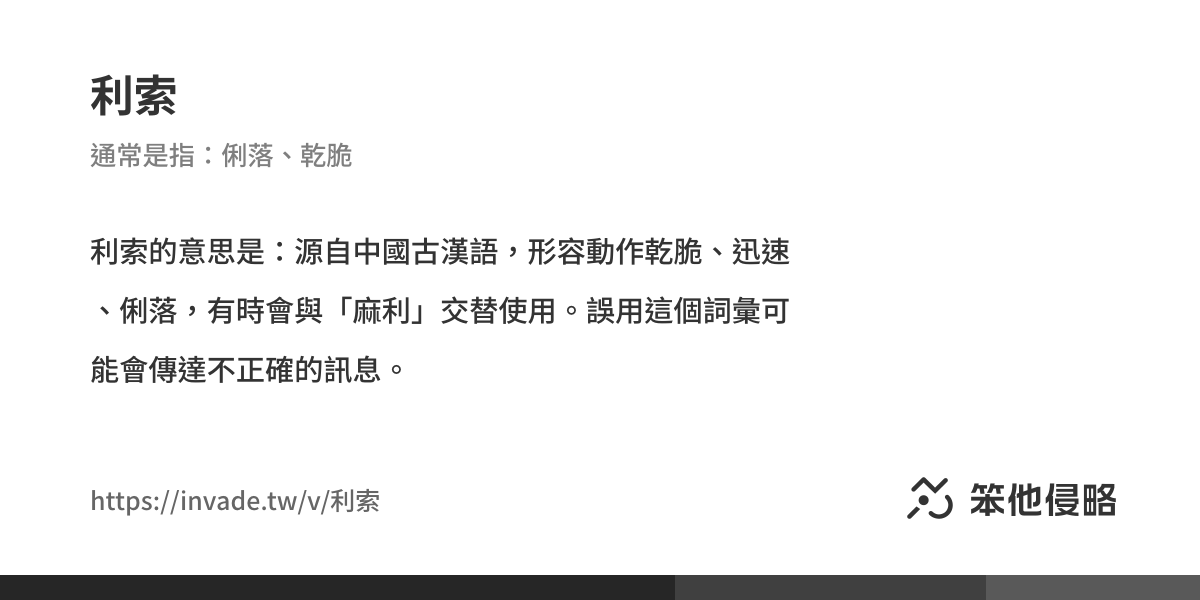 利索
通常是指：俐落、乾脆
利索的意思是：源自中國古漢語，形容動作乾脆、迅速
、俐落，有時會與「麻利」交替使用。誤用這個詞彙可
能會傳達不正確的訊息。
https://invade.tw/v/利索
笨他侵略